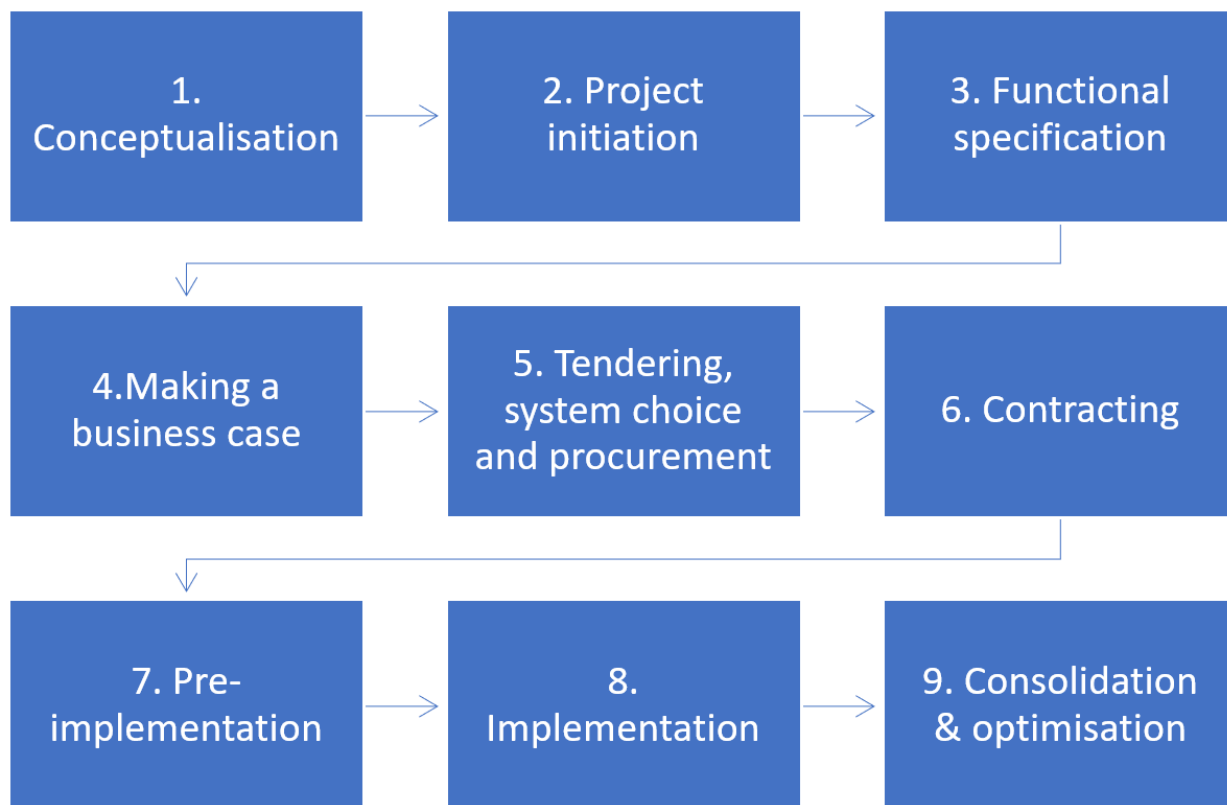 1.
Conceptualisation
2. Project
initiation
3. Functional
specification
4.Making a
business case
5. Tendering,
system choice
and procurement
6. Contracting
7. Pre-
implementation
8.
Implementation
9. Consolidation
& optimisation